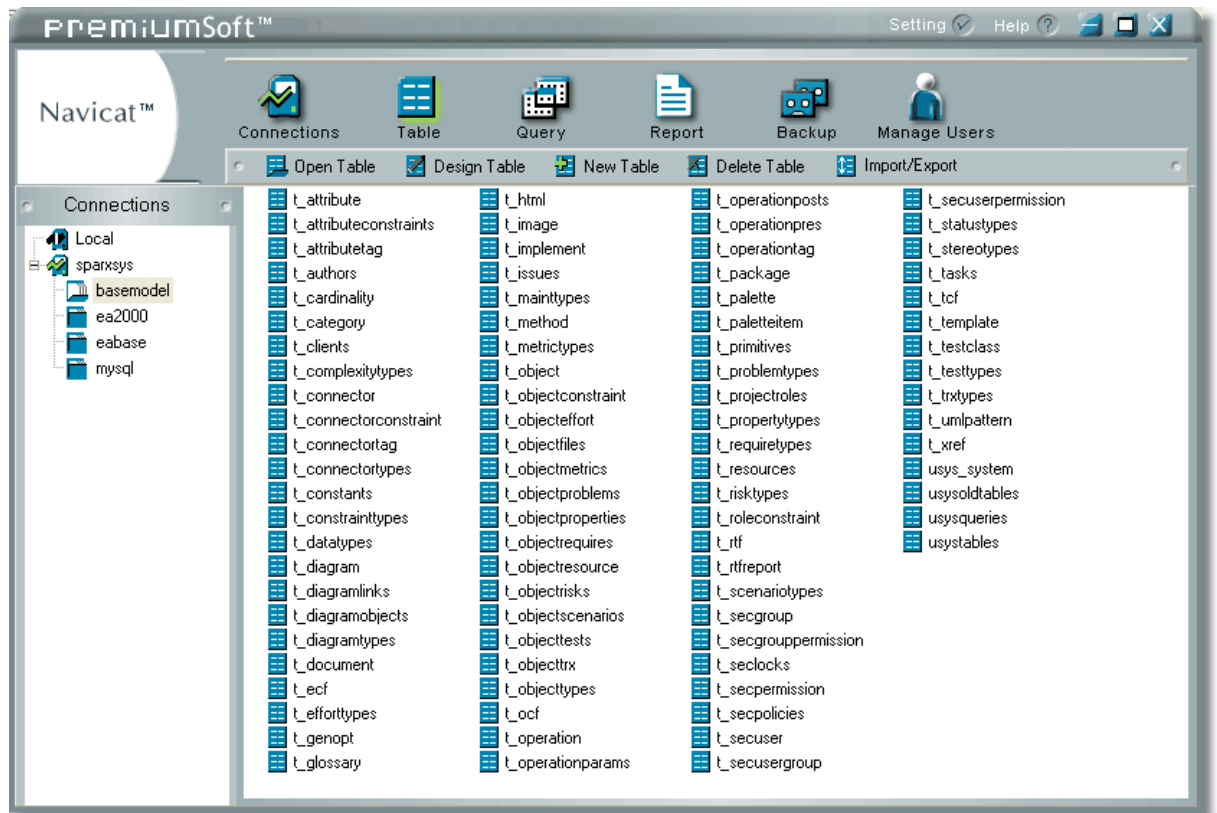 PremiumSoft™
Setting Help ?
Navicat™
Connections Table Query Report Backup Manage Users
Open Table Design Table New Table Delete Table Import/Export
Connections
Local
sparxsys
basemodel
ea2000
eabase
mysql
t_attribute
t_attributeconstraints
t_attributetag
t_authors
t_cardinality
t_category
t_clients
t_complexitytypes
t_connector
t_connectorconstraint
t_connectortag
t_connectortypes
t_constants
t_constrainttypes
t_datatypes
t_diagram
t_diagramlinks
t_diagramobjects
t_diagramtypes
t_document
t_ecf
t_efforttypes
t_genopt
t_glossary
t_html
t_image
t_implement
t_issues
t_mainttypes
t_method
t_metrictypes
t_object
t_objectconstraint
t_objecteffort
t_objectfiles
t_objectmetrics
t_objectproblems
t_objectproperties
t_objectrequires
t_objectresource
t_objectrisks
t_objectscenarios
t_objecttests
t_objecttrx
t_objecttypes
t_ocf
t_operation
t_operationparams
t_operationposts
t_operationpres
t_operationtag
t_package
t_palette
t_paletteitem
t_primitives
t_problemtypes
t_projectroles
t_propertytypes
t_requiretypes
t_resources
t_risktypes
t_roleconstraint
t_rtf
t_rtfreport
t_scenariotypes
t_secgroup
t_secgrouppermission
t_seclocks
t_secpermission
t_secpolicies
t_secuser
t_secusergroup
t_secuserpermission
t_statustypes
t_stereotypes
t_tasks
t_tcf
t_template
t_testclass
t_testtypes
t_trxtypes
t_umlpattern
t_xref
usys_system
usysoldtables
usysqueries
usystables